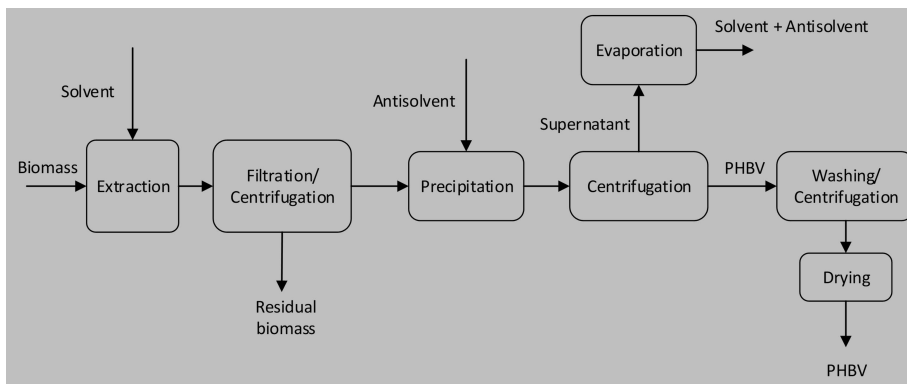 Solvent + Antisolvent
Evaporation
Solvent
Antisolvent
Supernatant
Biomass
Extraction
Filtration/
Centrifugation
Precipitation
Centrifugation
PHBV
Washing/
Centrifugation
Residual
biomass
Drying
PHBV